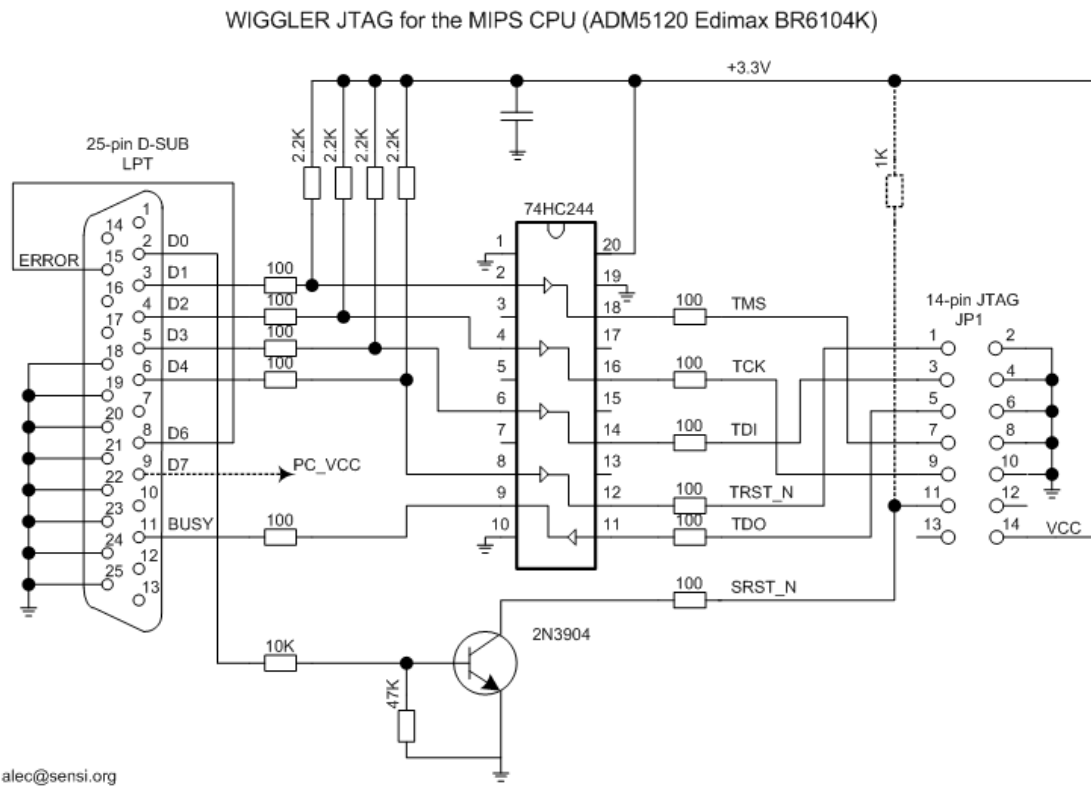 WIGGLER JTAG for the MIPS CPU (ADM5120 Edimax BR6104K)
+3.3V
25-pin D-SUB
LPT
2.2K
2.2K
2.2K
2.2K
1K
74HC244
14-pin JTAG
JP1
ERROR
1
14
2
15
3
16
4
17
5
18
6
19
7
20
8
21
9
22
10
23
11
24
12
25
13
D0
D1
D2
D3
D4
D6
D7
PC_VCC
BUSY
100
100
100
100
100
1
2
3
4
5
6
7
8
9
10
20
19
18
17
16
15
14
13
12
11
100
TMS
100
TCK
100
TDI
100
TRST_N
100
TDO
100
SRST_N
1
2
3
4
5
6
7
8
9
10
11
12
13
14
VCC
2N3904
10K
47K
alec@sensi.org